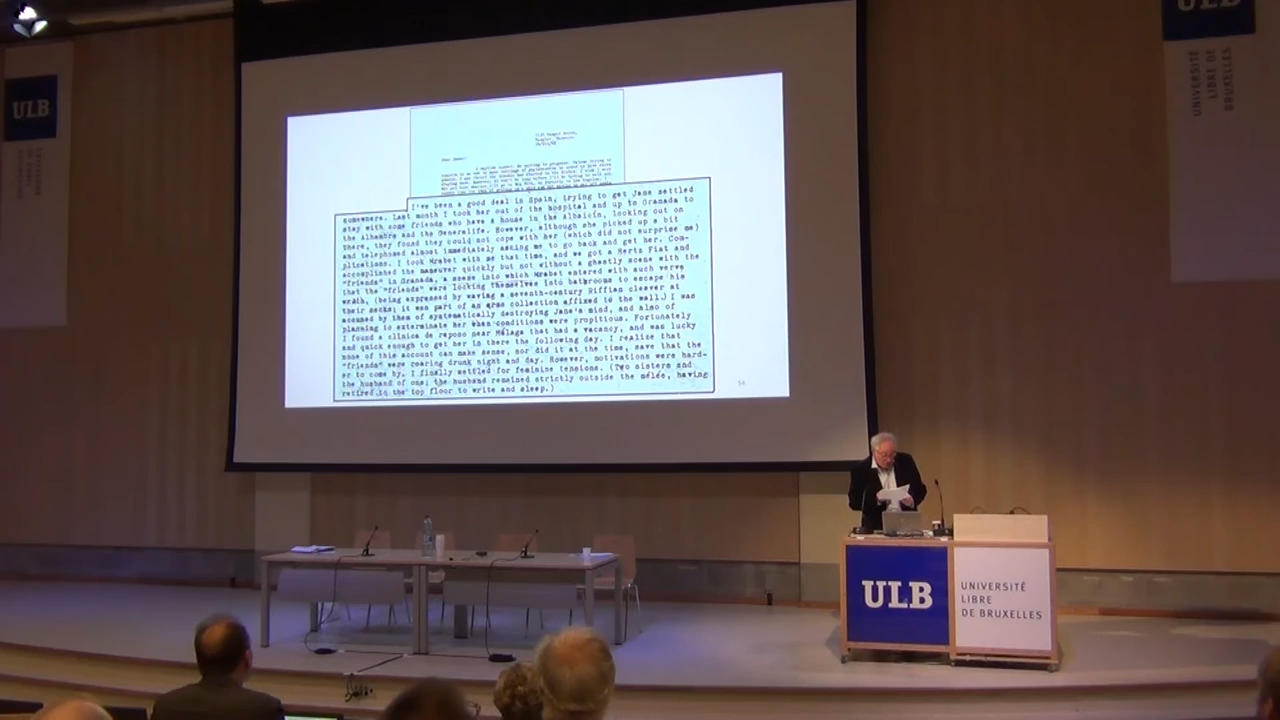 ULB
ULB
UNIVERSITÉ
LIBRE DE
BRUXELLES
Tangier, Morocco.
I've been a good deal in Spain, trying to get Jane settled
somewhere. Last month I took her out of the hospital and up to Granada to
stay with some friends who have a house in the Albaicín, looking out on
the Alhambra and the Generalife. However, although she picked up a bit
there, they found they could not cope with her (which did not surprise me)
and telephoned almost immediately asking me to go back and get her. Com-
plications. I took Mrabet with me that time, and we got a Hertz Fiat and
accomplished the maneuver quickly but not without a ghastly scene with the
"friends" in Granada, a scene into which Mrabet entered with such verve
that the "friends" were locking themselves into bathrooms to escape his
wrath, (being expressed by waving a seventh-century Riffian cleaver at
their necks; it was part of an arms collection affixed to the wall.) I was
accused by them of systematically destroying Jane's mind, and also of
planning to exterminate her when conditions were propitious. Fortunately
I found a clinica de reposo near Málaga that had a vacancy, and was lucky
and quick enough to get her in there the following day. I realize that
none of this account can make sense, nor did it at the time, save that the
"friends" were roaring drunk night and day. However, motivations were hard-
er to come by. I finally settled for feminine tensions. (Two sisters and
the husband of one; the husband remained strictly outside the mêlée, having
retired to the top floor to write and sleep.)
54
ULB
UNIVERSITÉ
LIBRE
DE BRUXELLES